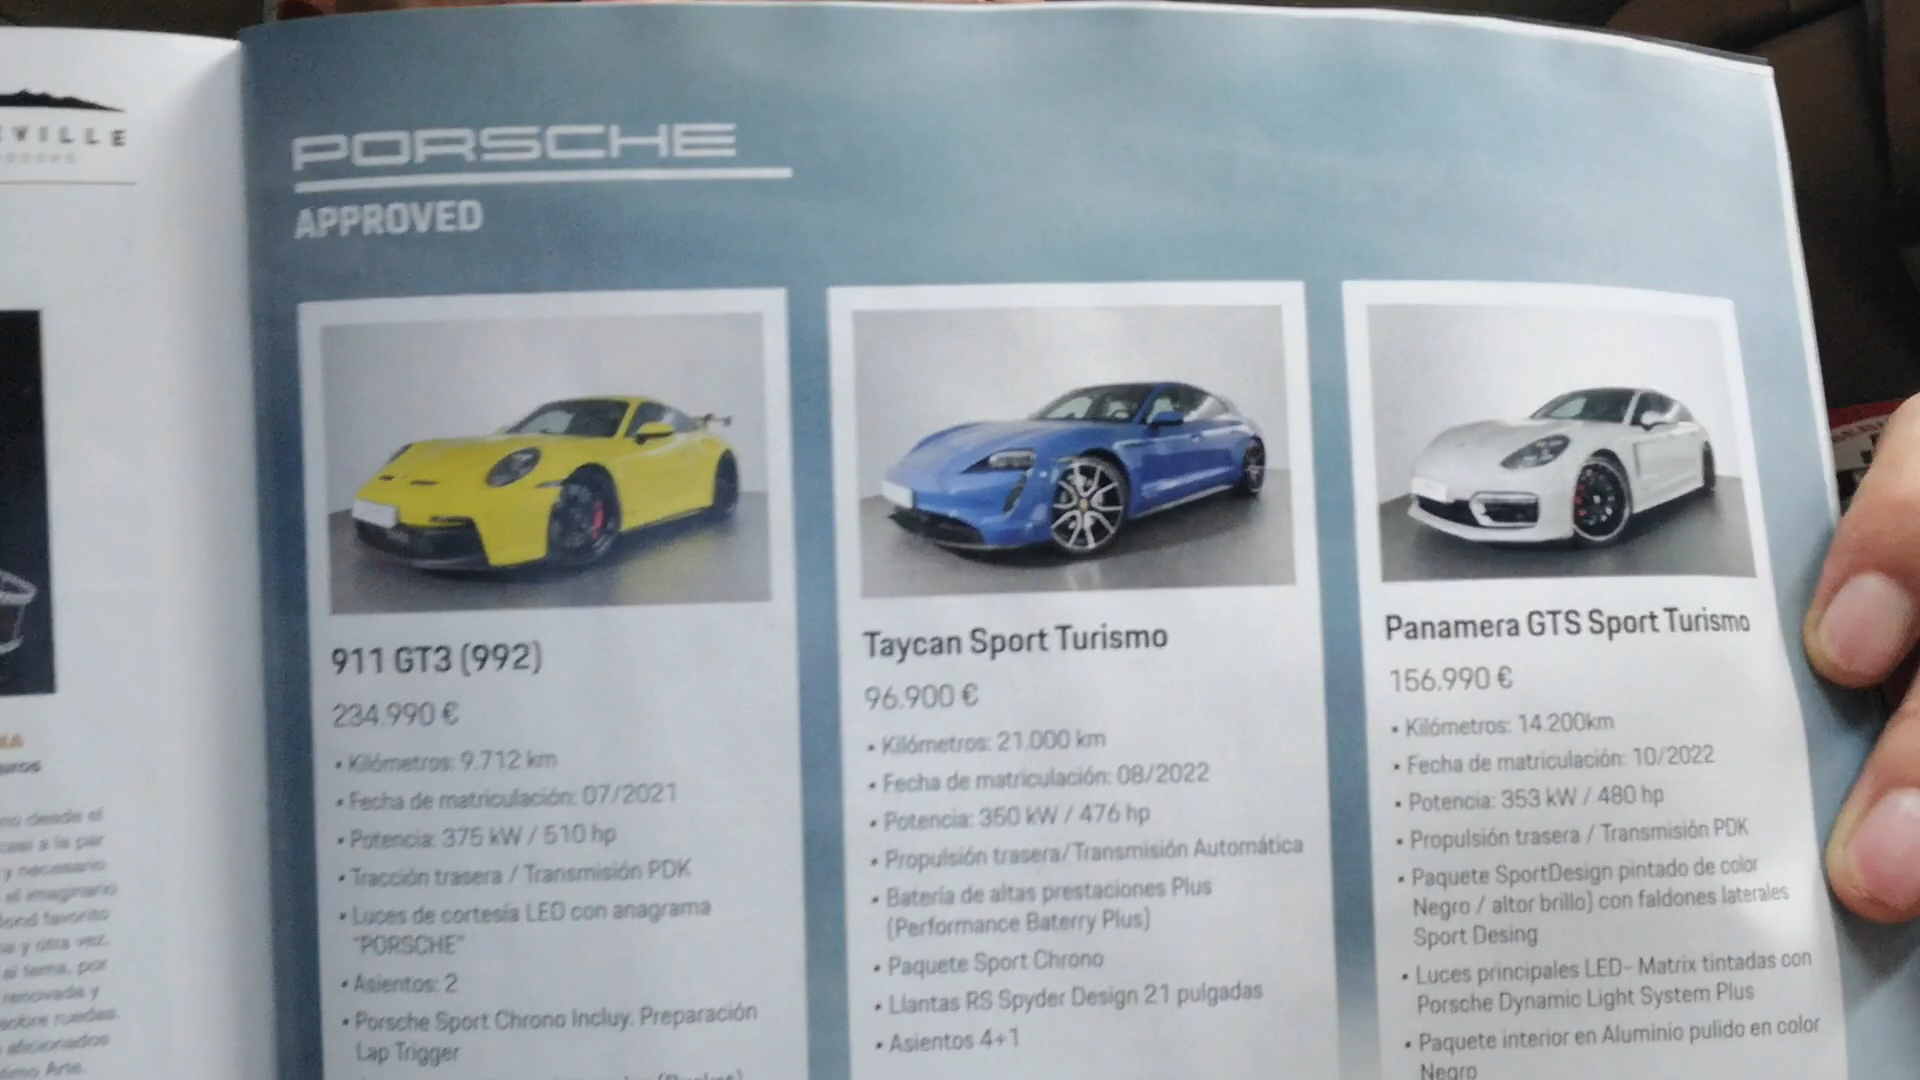 PORSCHE
APPROVED
911 GT3 (992)
234.990 €
• Kilómetros: 9.712 km
• Fecha de matriculación: 07/2021
• Potencia: 375 kW / 510 hp
• Tracción trasera / Transmisión PDK
• Luces de cortesía LED con anagrama
"PORSCHE"
• Asientos: 2
• Porsche Sport Chrono Incluy. Preparación
Lap Trigger
Taycan Sport Turismo
96.900 €
• Kilómetros: 21.000 km
• Fecha de matriculación: 08/2022
• Potencia: 350 kW / 476 hp
• Propulsión trasera/Transmisión Automática
• Batería de altas prestaciones Plus
(Performance Baterry Plus)
• Paquete Sport Chrono
• Llantas RS Spyder Design 21 pulgadas
• Asientos 4+1
Panamera GTS Sport Turismo
156.990 €
• Kilómetros: 14.200km
• Fecha de matriculación: 10/2022
• Potencia: 353 kW / 480 hp
• Propulsión trasera / Transmisión PDK
• Paquete SportDesign pintado de color
Negro / altor brillo) con faldones laterales
Sport Desing
• Luces principales LED- Matrix tintadas con
Porsche Dynamic Light System Plus
• Paquete interior en Aluminio pulido en color
Negro